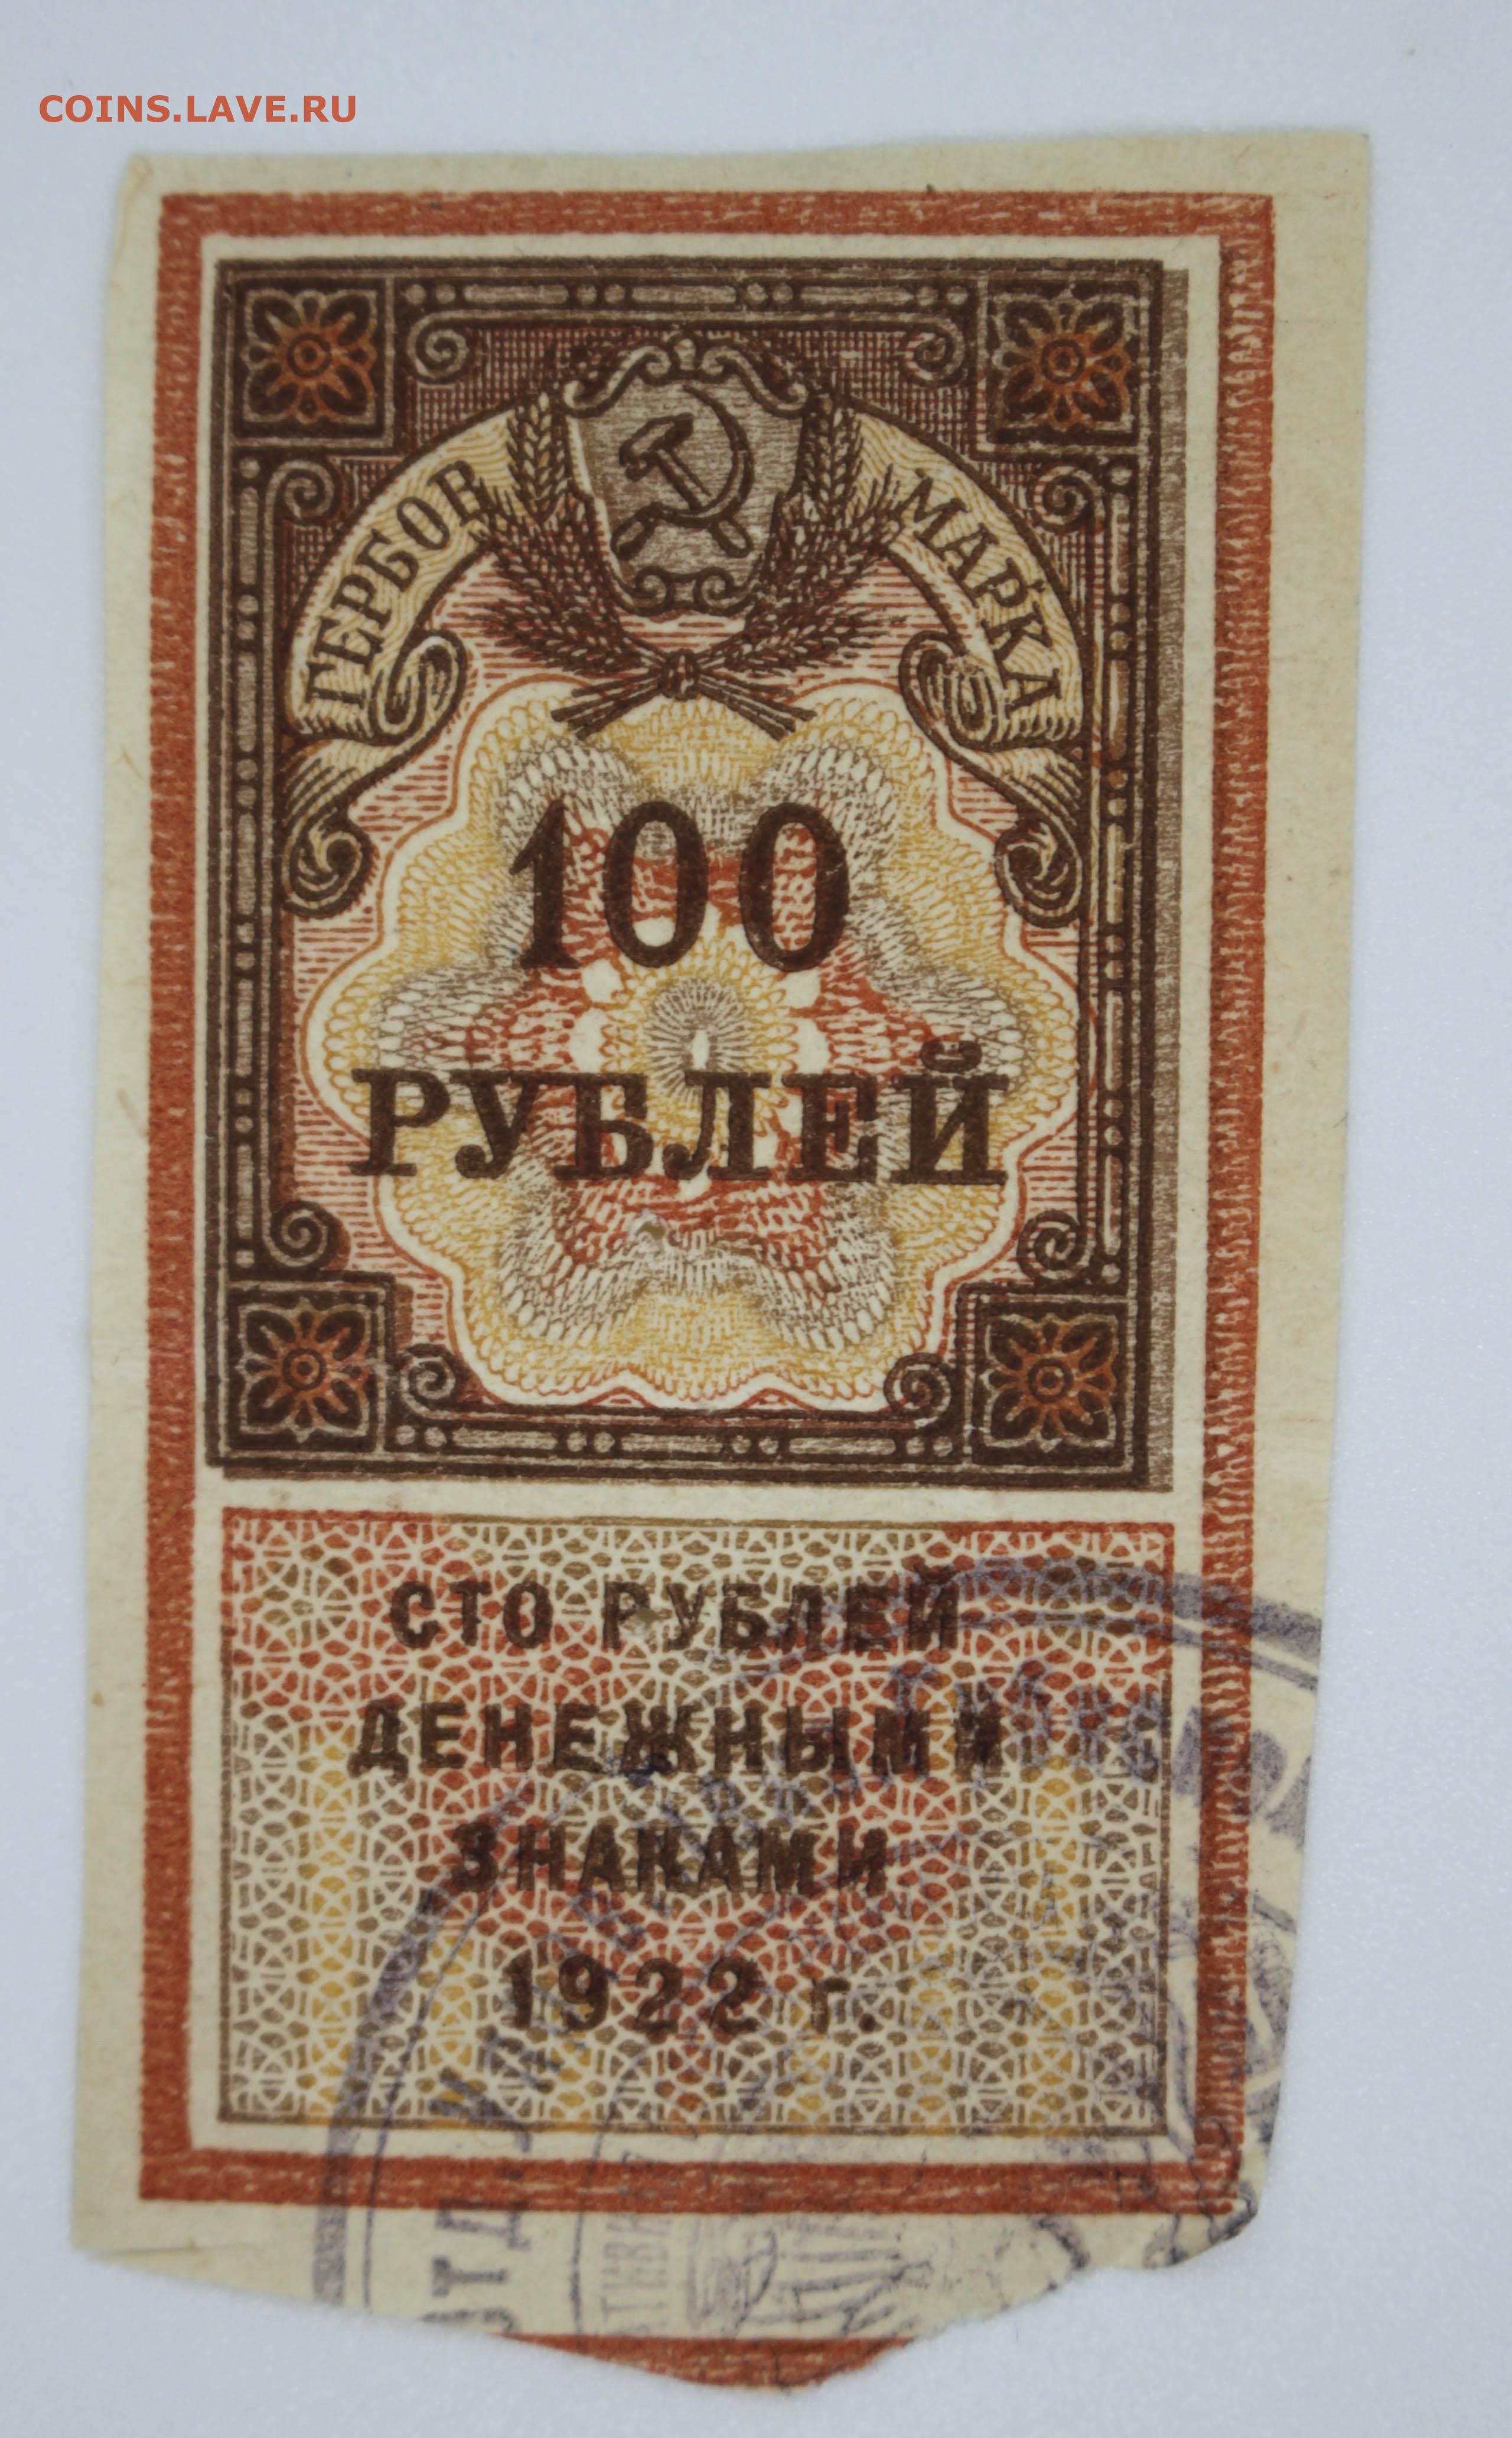 COINS.LAVE.RU
ГЕРБОВ МАРКА
100
РУБЛЕЙ
СТО РУБЛЕЙ
ДЕНЕЖНЫМИ
ЗНАКАМИ
1922 г.